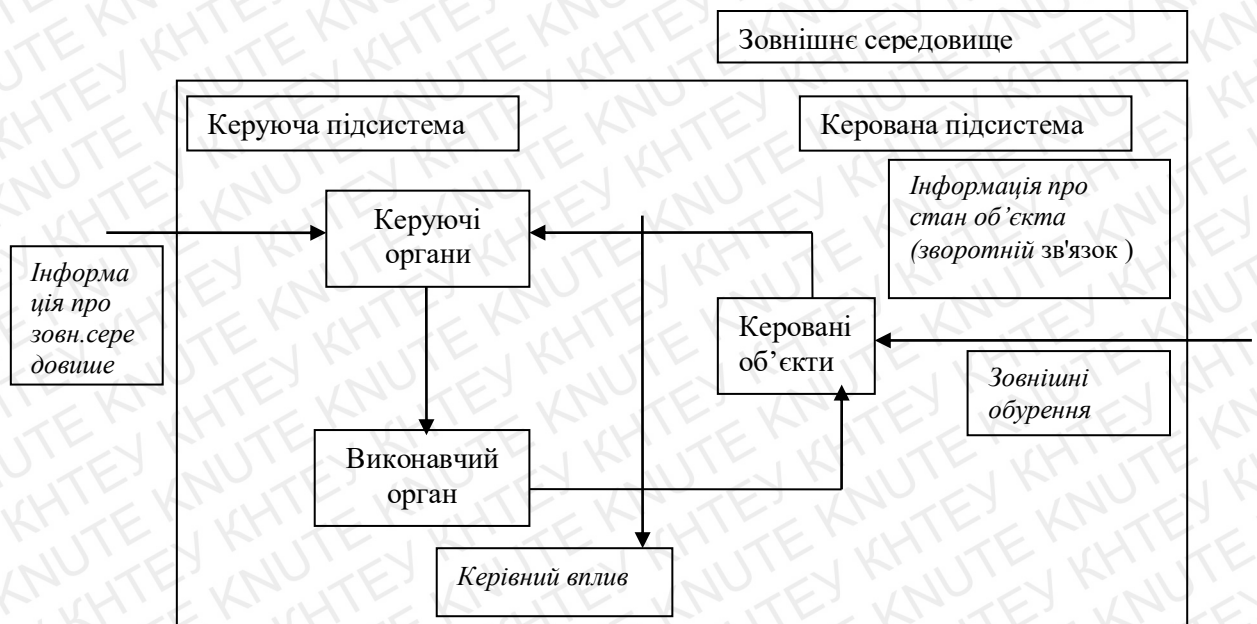 Зовнішнє середовище
Керуюча підсистема
Керована підсистема
Керуючі
органи
Інформація про
стан об’єкта
(зворотній зв'язок )
Інформа
ція про
зовн.сере
довише
Керовані
об’єкти
Зовнішні
обурення
Виконавчий
орган
Керівний вплив